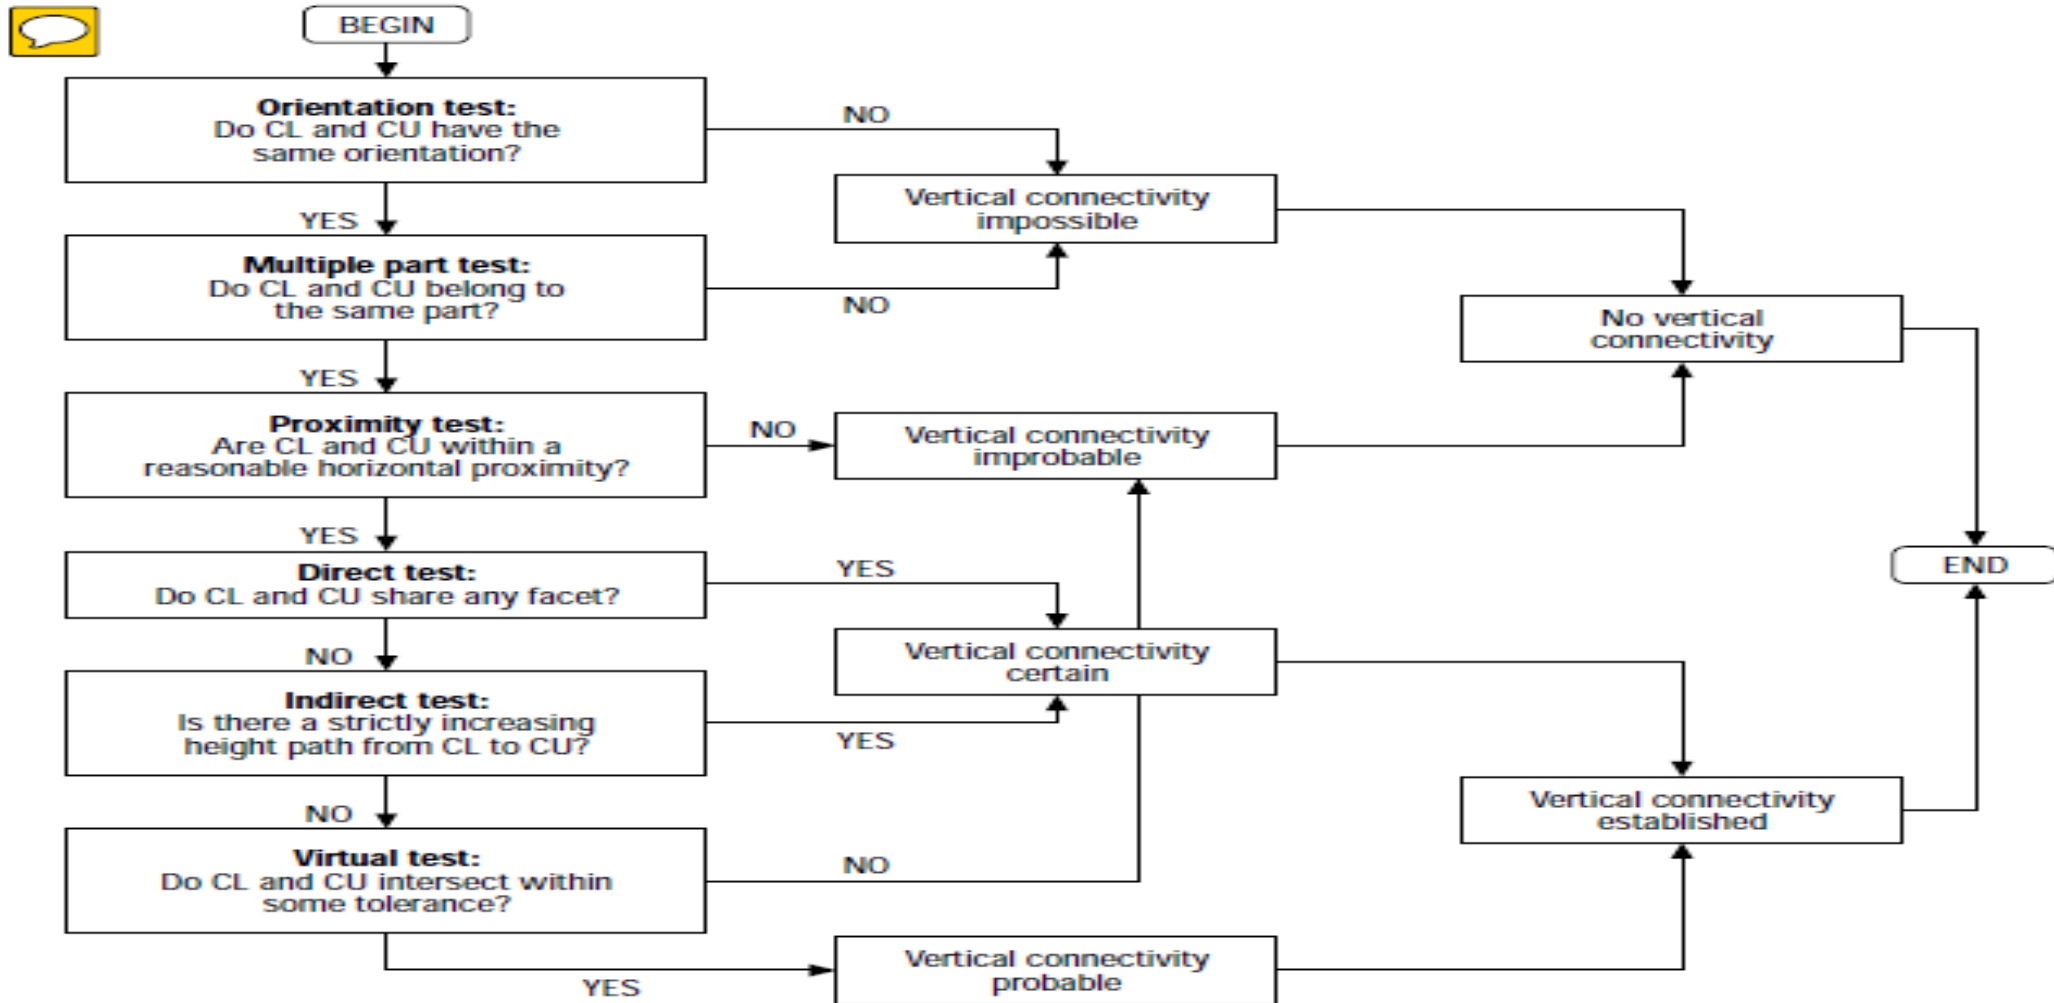 BEGIN
Orientation test:
Do CL and CU have the
same orientation?
NO
Vertical connectivity
impossible
YES
Multiple part test:
Do CL and CU belong to
the same part?
NO
No vertical
connectivity
YES
Proximity test:
Are CL and CU within a
reasonable horizontal proximity?
NO
Vertical connectivity
improbable
YES
Direct test:
Do CL and CU share any facet?
YES
END
NO
Vertical connectivity
certain
Indirect test:
Is there a strictly increasing
height path from CL to CU?
YES
Vertical connectivity
established
NO
Virtual test:
Do CL and CU intersect within
some tolerance?
NO
YES
Vertical connectivity
probable